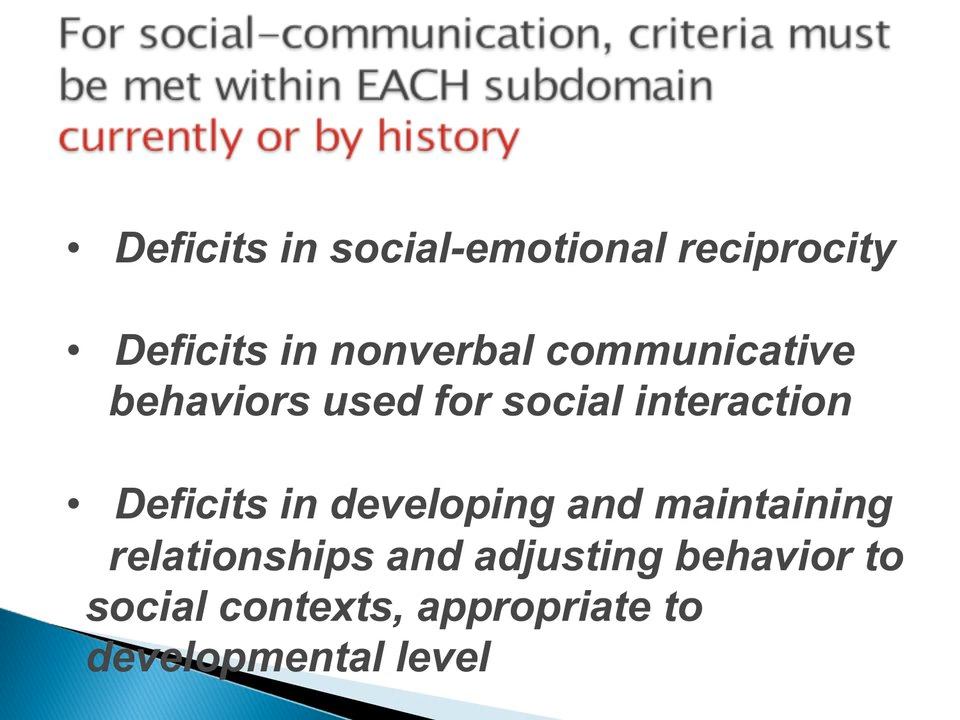 For social-communication, criteria must
be met within EACH subdomain
currently or by history
• Deficits in social-emotional reciprocity
• Deficits in nonverbal communicative
behaviors used for social interaction
• Deficits in developing and maintaining
relationships and adjusting behavior to
social contexts, appropriate to
developmental level